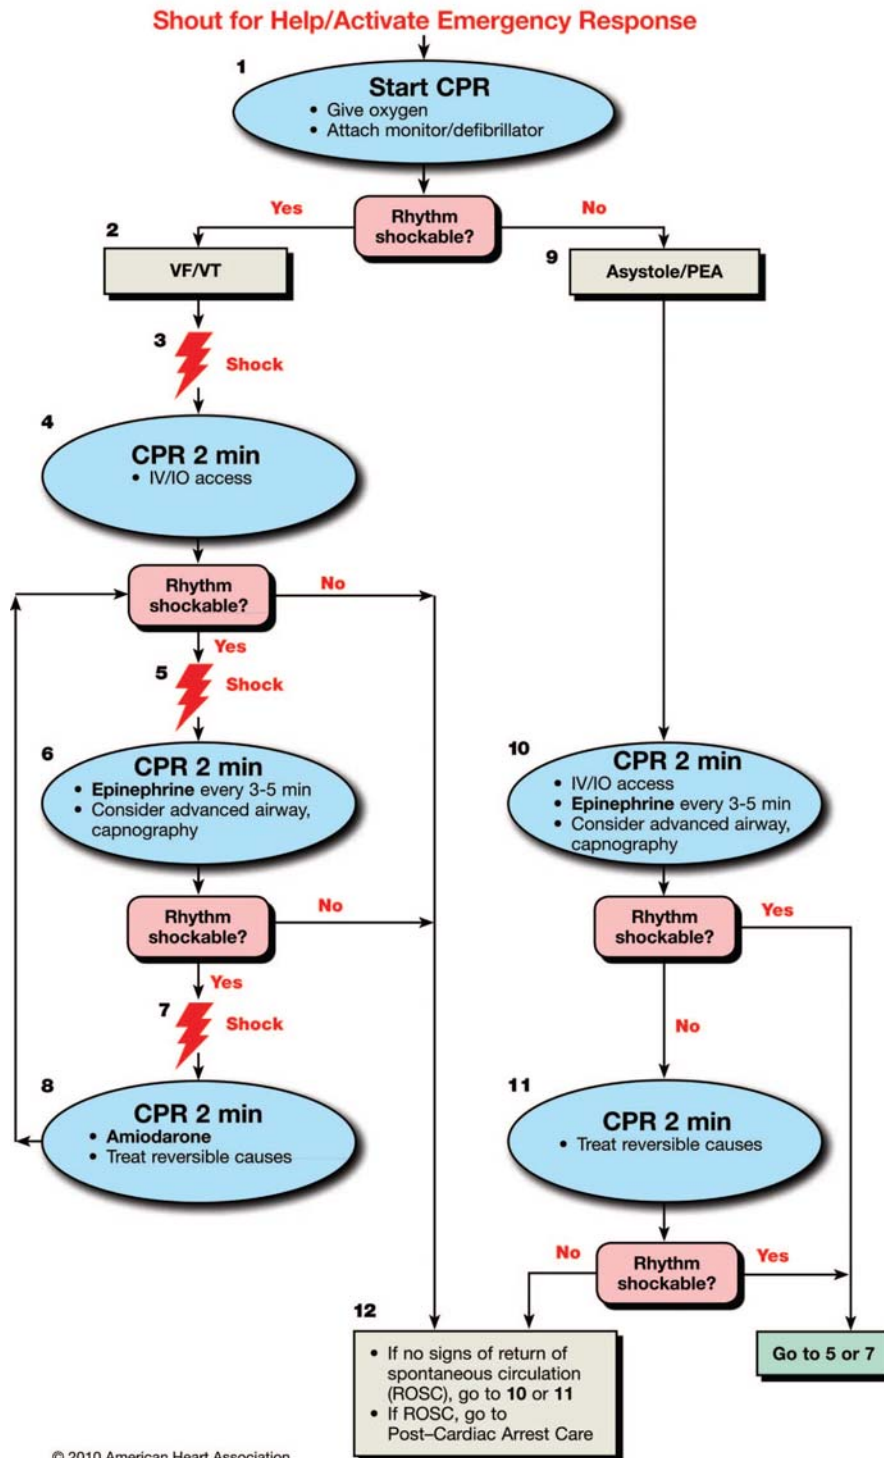 Shout for Help/Activate Emergency Response
1
Start CPR
• Give oxygen
• Attach monitor/defibrillator
Rhythm
shockable?
Yes
No
2
VF/VT
9
Asystole/PEA
3
Shock
4
CPR 2 min
• IV/IO access
Rhythm
shockable?
No
Yes
5
Shock
6
CPR 2 min
• Epinephrine every 3-5 min
• Consider advanced airway,
capnography
Rhythm
shockable?
No
Yes
7
Shock
8
CPR 2 min
• Amiodarone
• Treat reversible causes
10
CPR 2 min
• IV/IO access
• Epinephrine every 3-5 min
• Consider advanced airway,
capnography
Rhythm
shockable?
Yes
No
11
CPR 2 min
• Treat reversible causes
No
Rhythm
shockable?
Yes
12
• If no signs of return of
spontaneous circulation
(ROSC), go to 10 or 11
• If ROSC, go to
Post–Cardiac Arrest Care
Go to 5 or 7
© 2010 American Heart Association